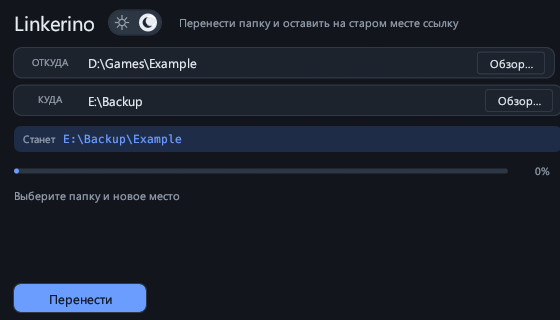 Linkerino Перенести папку и оставить на старом месте ссылку
ОТКУДА D:\Games\Example Обзор...
КУДА E:\Backup Обзор...
Станет E:\Backup\Example
0%
Выберите папку и новое место
Перенести